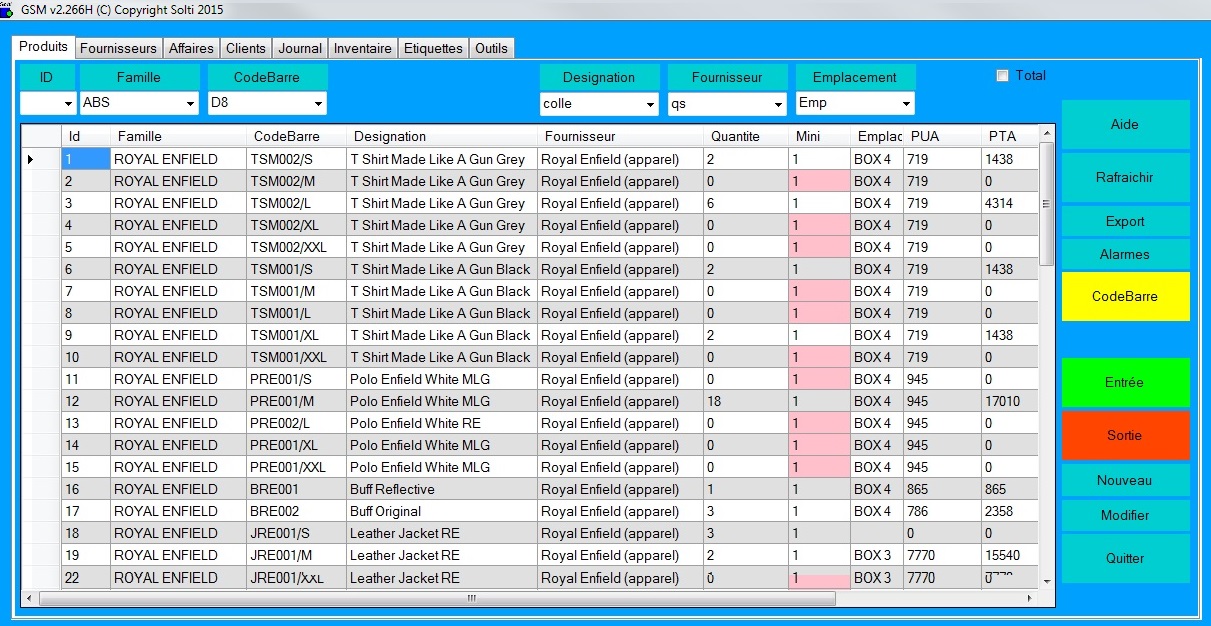 GSM v2.266H (C) Copyright Solti 2015
Produits Fournisseurs Affaires Clients Journal Inventaire Etiquettes Outils
ID Famille CodeBarre Designation Fournisseur Emplacement Total
ABS D8 colle qs Emp
Id Famille CodeBarre Designation Fournisseur Quantite Mini Emplac PUA PTA
1 ROYAL ENFIELD TSM002/S T Shirt Made Like A Gun Grey Royal Enfield (apparel) 2 1 BOX 4 719 1438
2 ROYAL ENFIELD TSM002/M T Shirt Made Like A Gun Grey Royal Enfield (apparel) 0 1 BOX 4 719 0
3 ROYAL ENFIELD TSM002/L T Shirt Made Like A Gun Grey Royal Enfield (apparel) 6 1 BOX 4 719 4314
4 ROYAL ENFIELD TSM002/XL T Shirt Made Like A Gun Grey Royal Enfield (apparel) 0 1 BOX 4 719 0
5 ROYAL ENFIELD TSM002/XXL T Shirt Made Like A Gun Grey Royal Enfield (apparel) 0 1 BOX 4 719 0
6 ROYAL ENFIELD TSM001/S T Shirt Made Like A Gun Black Royal Enfield (apparel) 2 1 BOX 4 719 1438
7 ROYAL ENFIELD TSM001/M T Shirt Made Like A Gun Black Royal Enfield (apparel) 0 1 BOX 4 719 0
8 ROYAL ENFIELD TSM001/L T Shirt Made Like A Gun Black Royal Enfield (apparel) 0 1 BOX 4 719 0
9 ROYAL ENFIELD TSM001/XL T Shirt Made Like A Gun Black Royal Enfield (apparel) 2 1 BOX 4 719 1438
10 ROYAL ENFIELD TSM001/XXL T Shirt Made Like A Gun Black Royal Enfield (apparel) 0 1 BOX 4 719 0
11 ROYAL ENFIELD PRE001/S Polo Enfield White MLG Royal Enfield (apparel) 0 1 BOX 4 945 0
12 ROYAL ENFIELD PRE001/M Polo Enfield White MLG Royal Enfield (apparel) 18 1 BOX 4 945 17010
13 ROYAL ENFIELD PRE002/L Polo Enfield White RE Royal Enfield (apparel) 0 1 BOX 4 945 0
14 ROYAL ENFIELD PRE001/XL Polo Enfield White MLG Royal Enfield (apparel) 0 1 BOX 4 945 0
15 ROYAL ENFIELD PRE001/XXL Polo Enfield White MLG Royal Enfield (apparel) 0 1 BOX 4 945 0
16 ROYAL ENFIELD BRE001 Buff Reflective Royal Enfield (apparel) 1 1 BOX 4 865 865
17 ROYAL ENFIELD BRE002 Buff Original Royal Enfield (apparel) 3 1 BOX 4 786 2358
18 ROYAL ENFIELD JRE001/S Leather Jacket RE Royal Enfield (apparel) 3 1 0 0
19 ROYAL ENFIELD JRE001/M Leather Jacket RE Royal Enfield (apparel) 2 1 BOX 3 7770 15540
22 ROYAL ENFIELD JRE001/XXL Leather Jacket RE Royal Enfield (apparel) 0 1 BOX 3 7770
Aide
Rafraichir
Export
Alarmes
CodeBarre
Entrée
Sortie
Nouveau
Modifier
Quitter